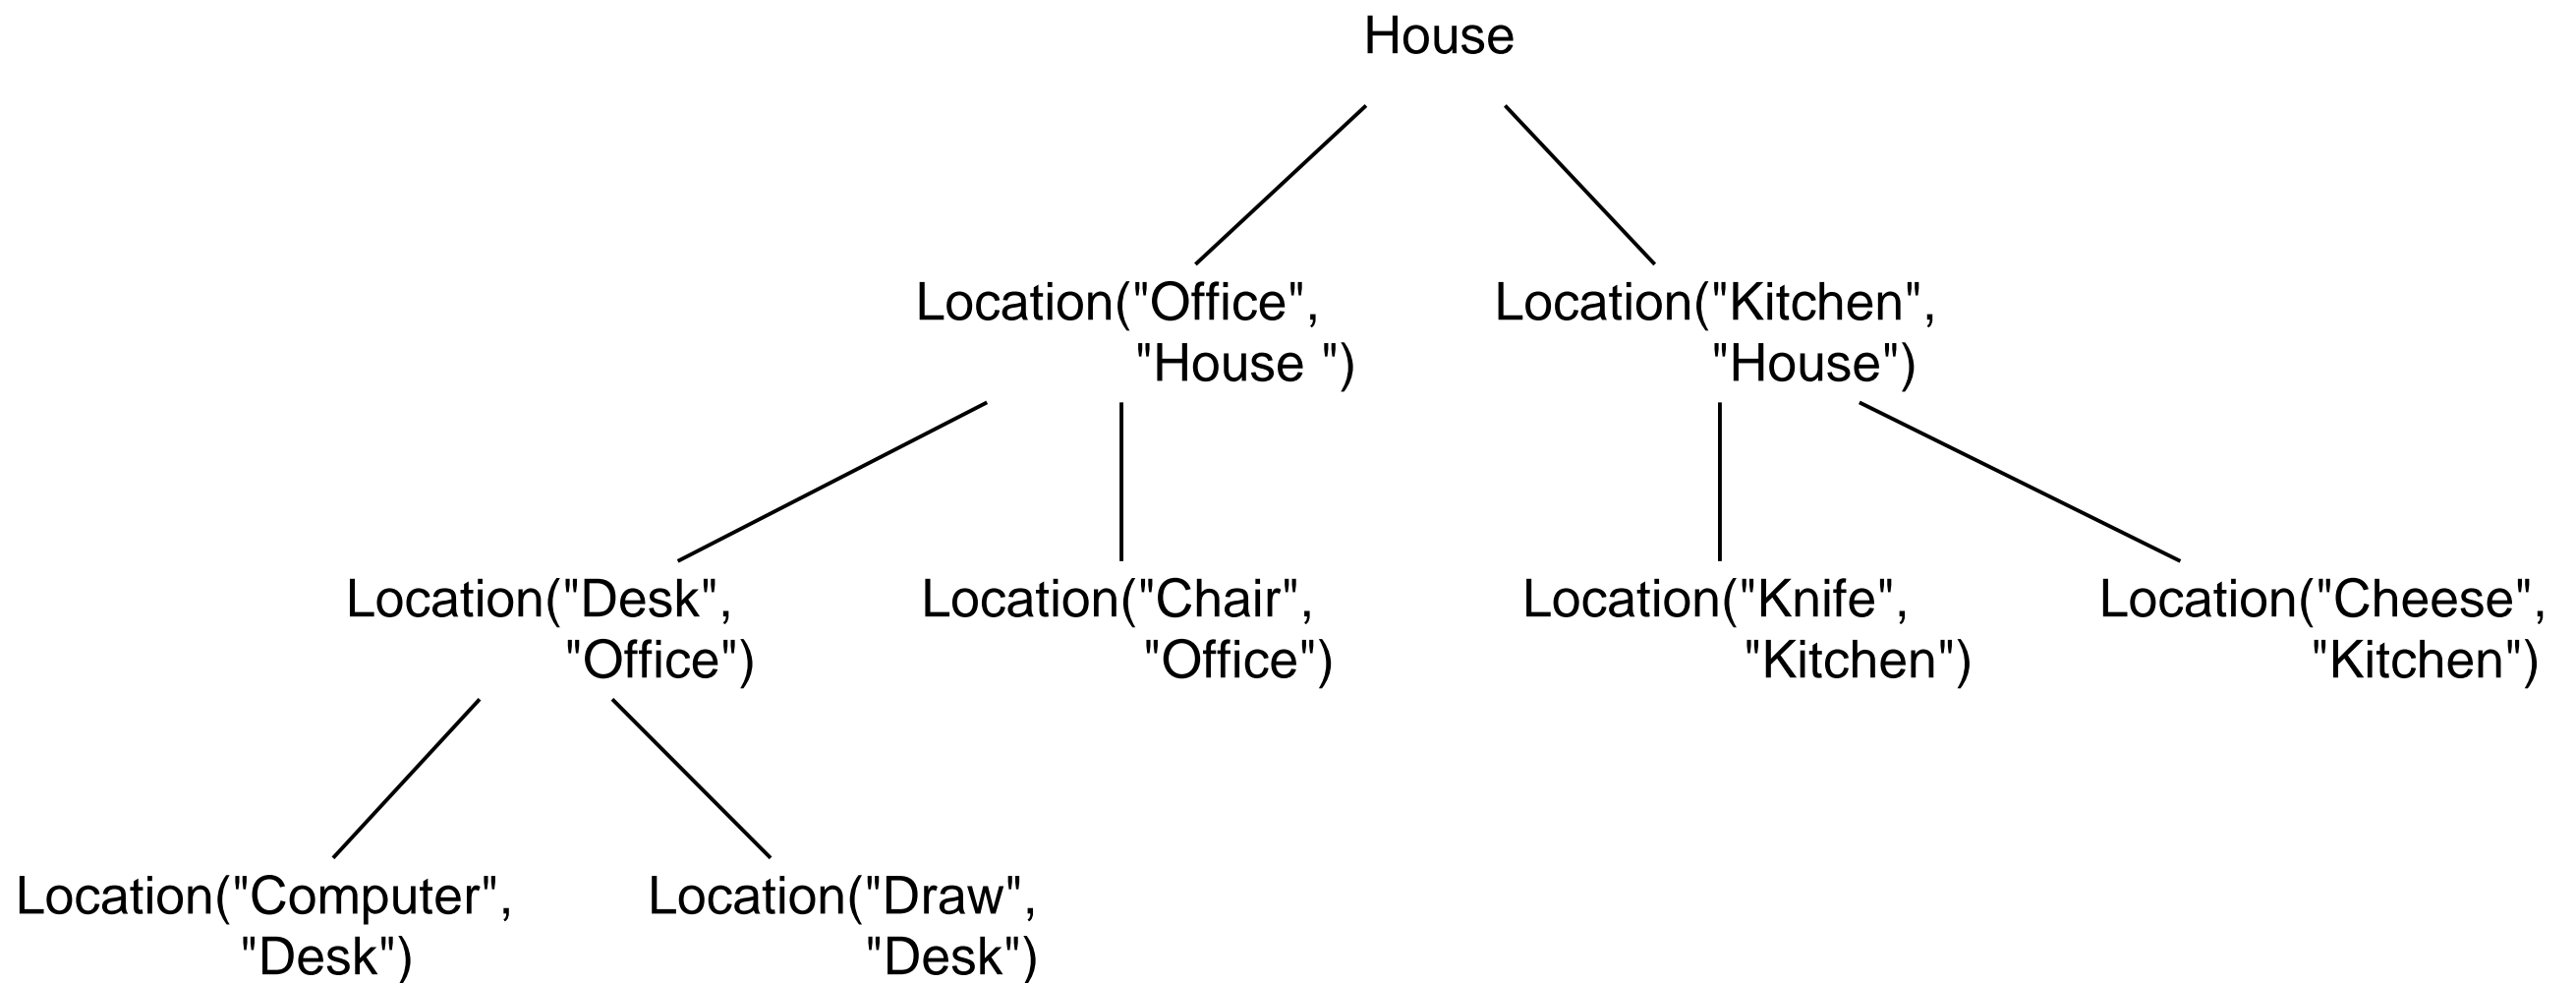 House
Location("Office",
"House ")
Location("Kitchen",
"House")
Location("Desk",
"Office")
Location("Chair",
"Office")
Location("Knife",
"Kitchen")
Location("Cheese",
"Kitchen")
Location("Computer",
"Desk")
Location("Draw",
"Desk")